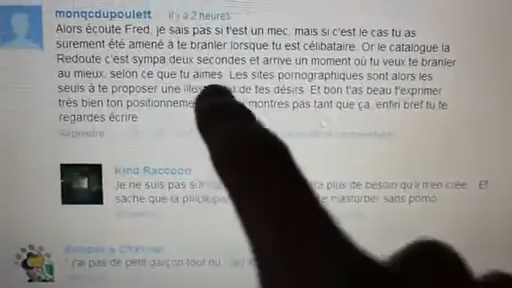 monqcdupoulett il y a 2 heures
Alors écoute Fred, je sais pas si t'est un mec, mais si c'est le cas tu as
surement été amené à te branler lorsque tu est célibataire. Or le catalogue la
Redoute c'est sympa deux secondes et arrive un moment où tu veux te branler
au mieux, selon ce que tu aimes. Les sites pornographiques sont alors les
seuls à te proposer une de tes désirs. Et bon t'as beau t'exprimer
très bien ton montres pas tant que ça, enfin bref tu te
regardes écrire
Répondre
Kind Raccoon
Je ne suis pas plus de besoin qu'il n'en crée. Et
sache que la masturber sans porno
j'ai pas de petit garçon tout nu